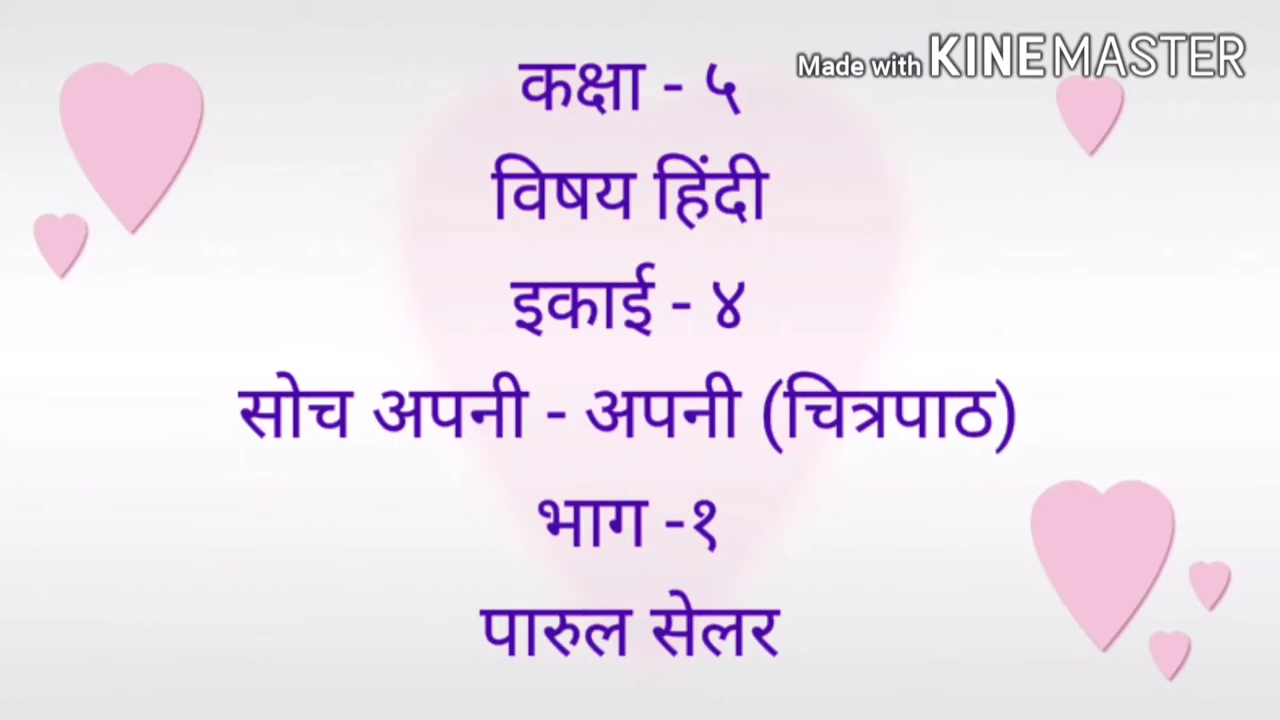 Made with KINEMASTER
कक्षा - ५
विषय हिंदी
इकाई - ४
सोच अपनी - अपनी (चित्रपाठ)
भाग -१
पारुल सेलर